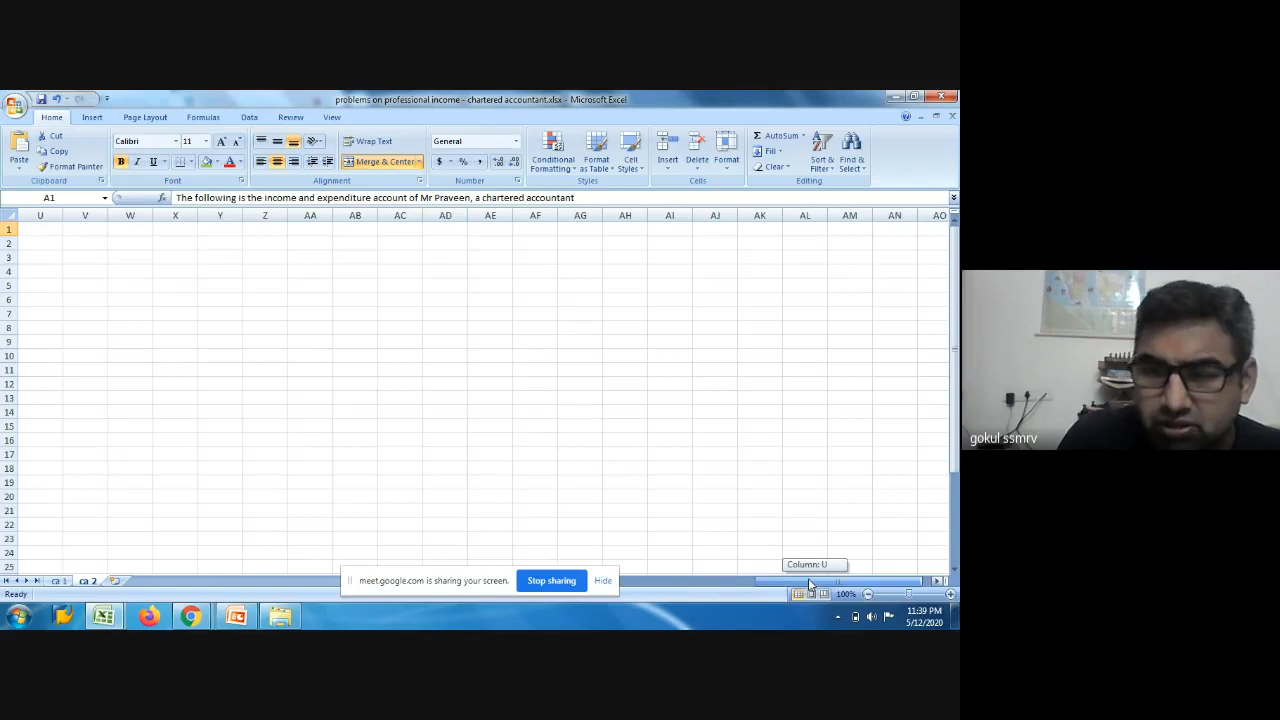 problems on professional income - chartered accountant.xlsx - Microsoft Excel
Home Insert Page Layout Formulas Data Review View
Paste Cut Copy Format Painter Clipboard
Calibri 11 A A B I U A Font
Wrap Text Merge & Center Alignment
General $ % , Number
Conditional Formatting Format as Table Cell Styles Styles
Insert Delete Format Cells
Σ AutoSum Fill Clear Sort & Filter Find & Select Editing
A1 fx The following is the income and expenditure account of Mr Praveen, a chartered accountant
U V W X Y Z AA AB AC AD AE AF AG AH AI AJ AK AL AM AN AO
1
2
3
4
5
6
7
8
9
10
11
12
13
14
15
16
17
18
19
20
21
22
23
24
25
Column: U
ca 1 ca 2
meet.google.com is sharing your screen. Stop sharing Hide
Ready 100%
11:39 PM
5/12/2020
gokul ssmrv